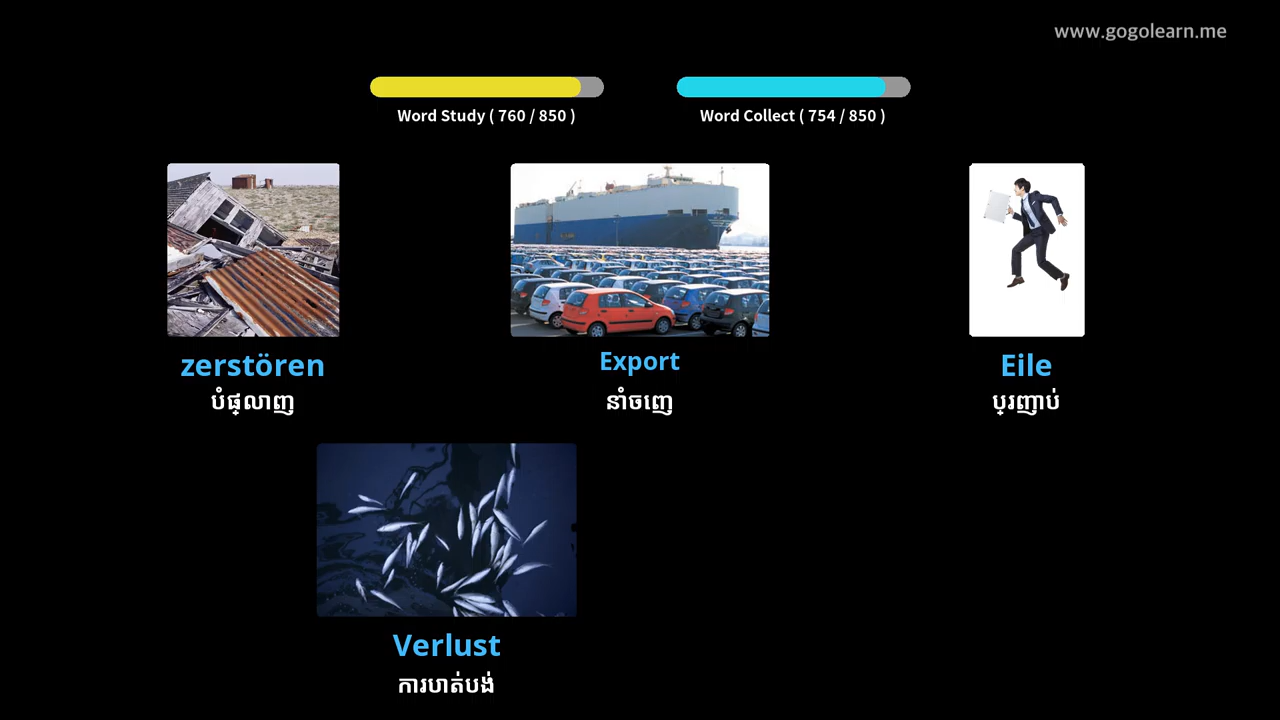 www.gogolearn.me
Word Study ( 760 / 850 )
Word Collect ( 754 / 850 )
zerstören
បំផ្លាញ
Export
នាំចេញ
Eile
ប្រញាប់
Verlust
ការបាត់បង់